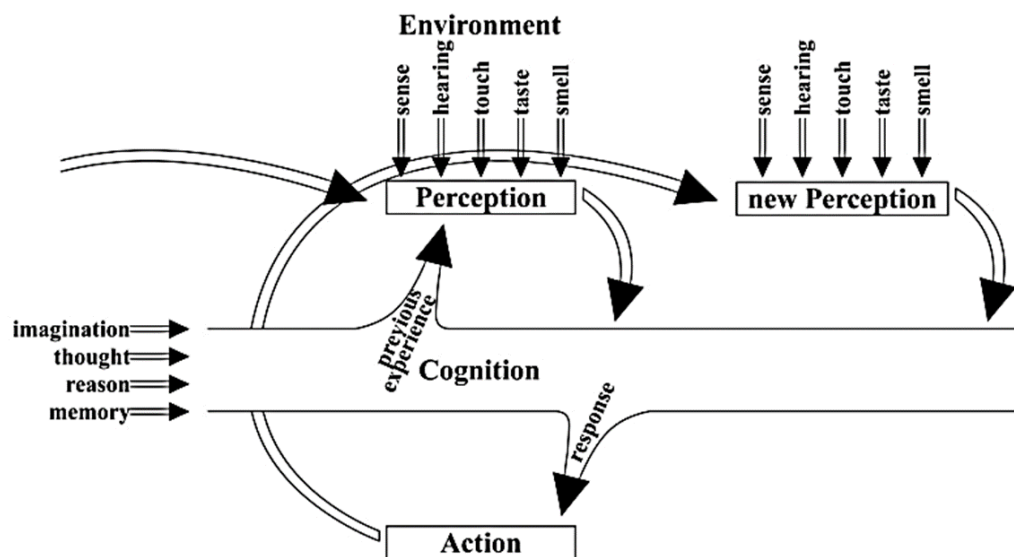 Environment
sense
hearing
touch
taste
smell
sense
hearing
touch
taste
smell
Perception
new Perception
previous
experience
imagination
thought
reason
memory
Cognition
response
Action